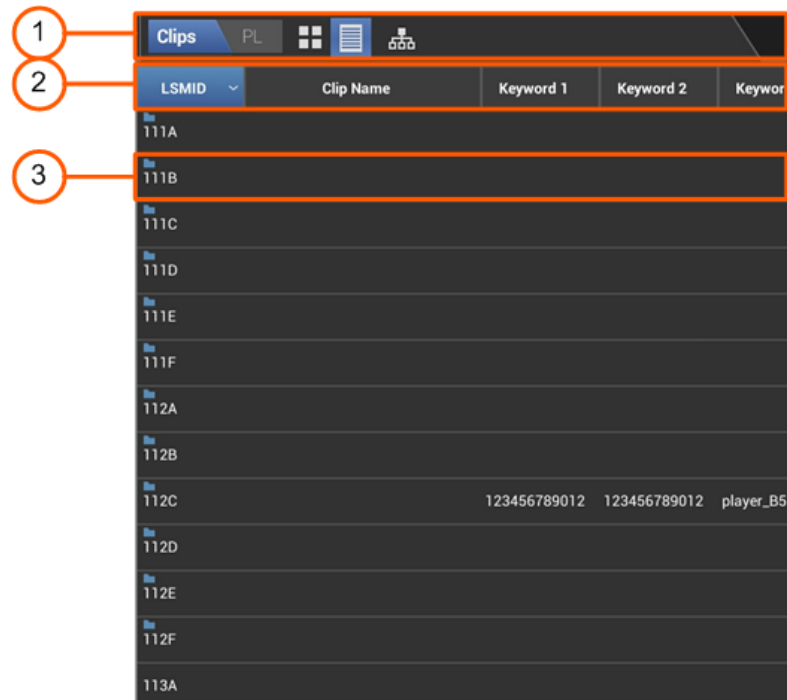 1
Clips PL
2
LSMID Clip Name Keyword 1 Keyword 2 Keywor
111A
3
111B
111C
111D
111E
111F
112A
112B
112C 123456789012 123456789012 player_B5
112D
112E
112F
113A